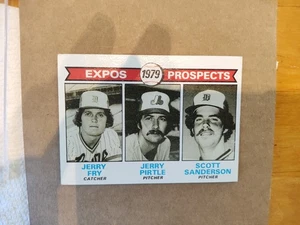 EXPOS 1979 PROSPECTS
JERRY FRY
CATCHER
JERRY PIRTLE
PITCHER
SCOTT SANDERSON
PITCHER